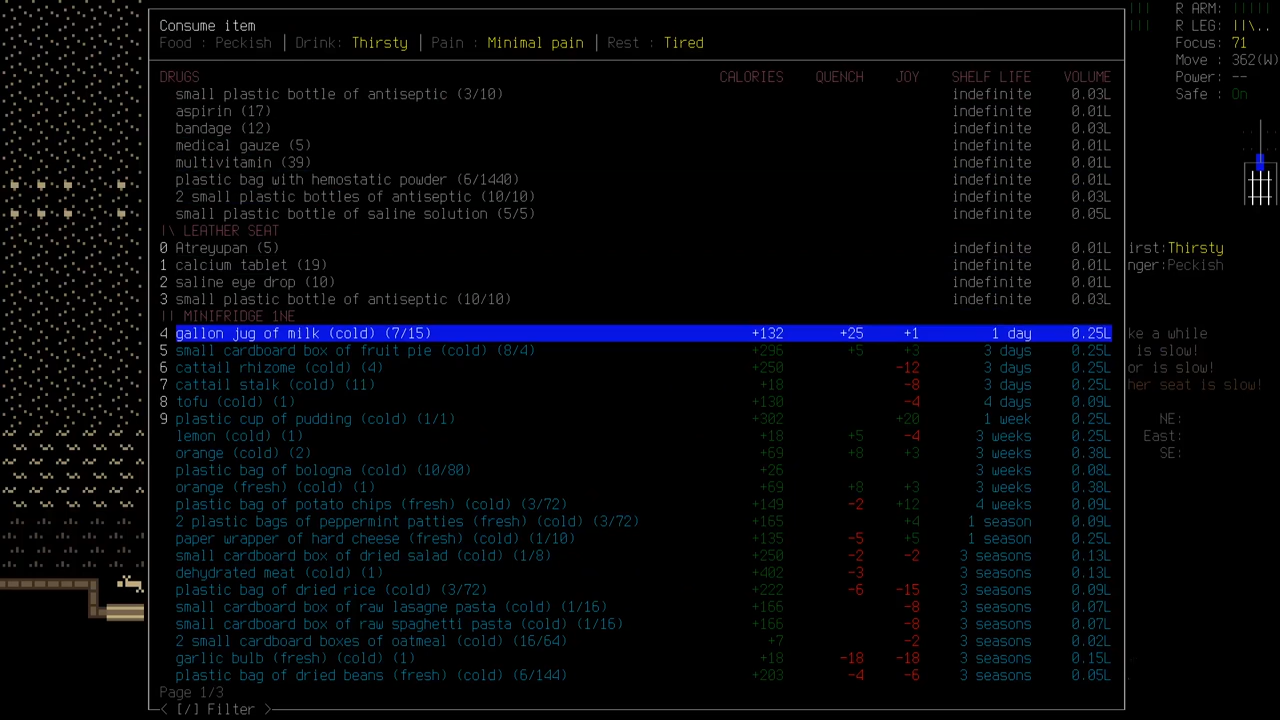 Consume item
Food : Peckish | Drink: Thirsty | Pain : Minimal pain | Rest : Tired
DRUGS CALORIES QUENCH JOY SHELF LIFE VOLUME
small plastic bottle of antiseptic (3/10) indefinite 0.03L
aspirin (17) indefinite 0.01L
bandage (12) indefinite 0.03L
medical gauze (5) indefinite 0.01L
multivitamin (39) indefinite 0.01L
plastic bag with hemostatic powder (6/1440) indefinite 0.01L
2 small plastic bottles of antiseptic (10/10) indefinite 0.03L
small plastic bottle of saline solution (5/5) indefinite 0.05L
|\ LEATHER SEAT
0 Atreyupan (5) indefinite 0.01L
1 calcium tablet (19) indefinite 0.01L
2 saline eye drop (10) indefinite 0.01L
3 small plastic bottle of antiseptic (10/10) indefinite 0.03L
|| MINIFRIDGE 1NE
4 gallon jug of milk (cold) (7/15) +132 +25 +1 1 day 0.25L
5 small cardboard box of fruit pie (cold) (8/4) +296 +5 +3 3 days 0.25L
6 cattail rhizome (cold) (4) +250 -12 3 days 0.25L
7 cattail stalk (cold) (11) +18 -8 3 days 0.25L
8 tofu (cold) (1) +130 -4 4 days 0.09L
9 plastic cup of pudding (cold) (1/1) +302 +20 1 week 0.25L
lemon (cold) (1) +18 +5 -4 3 weeks 0.25L
orange (cold) (2) +69 +8 +3 3 weeks 0.38L
plastic bag of bologna (cold) (10/80) +26 3 weeks 0.08L
orange (fresh) (cold) (1) +69 +8 +3 3 weeks 0.38L
plastic bag of potato chips (fresh) (cold) (3/72) +149 -2 +12 4 weeks 0.09L
2 plastic bags of peppermint patties (fresh) (cold) (3/72) +165 +4 1 season 0.09L
paper wrapper of hard cheese (fresh) (cold) (1/10) +135 -5 +5 1 season 0.25L
small cardboard box of dried salad (cold) (1/8) +250 -2 -2 3 seasons 0.13L
dehydrated meat (cold) (1) +402 -3 3 seasons 0.13L
plastic bag of dried rice (cold) (3/72) +222 -6 -15 3 seasons 0.09L
small cardboard box of raw lasagne pasta (cold) (1/16) +166 -8 3 seasons 0.07L
small cardboard box of raw spaghetti pasta (cold) (1/16) +166 -8 3 seasons 0.07L
2 small cardboard boxes of oatmeal (cold) (16/64) +7 -2 3 seasons 0.02L
garlic bulb (fresh) (cold) (1) +18 -18 -18 3 seasons 0.15L
plastic bag of dried beans (fresh) (cold) (6/144) +203 -4 -6 3 seasons 0.05L
Page 1/3
< [/] Filter >
R ARM: |||||
R LEG: ||\..
Focus: 71
Move : 362(W)
Power: --
Safe : On
irst:Thirsty
nger:Peckish
ke a while
is slow!
or is slow!
her seat is slow!
NE:
East:
SE: